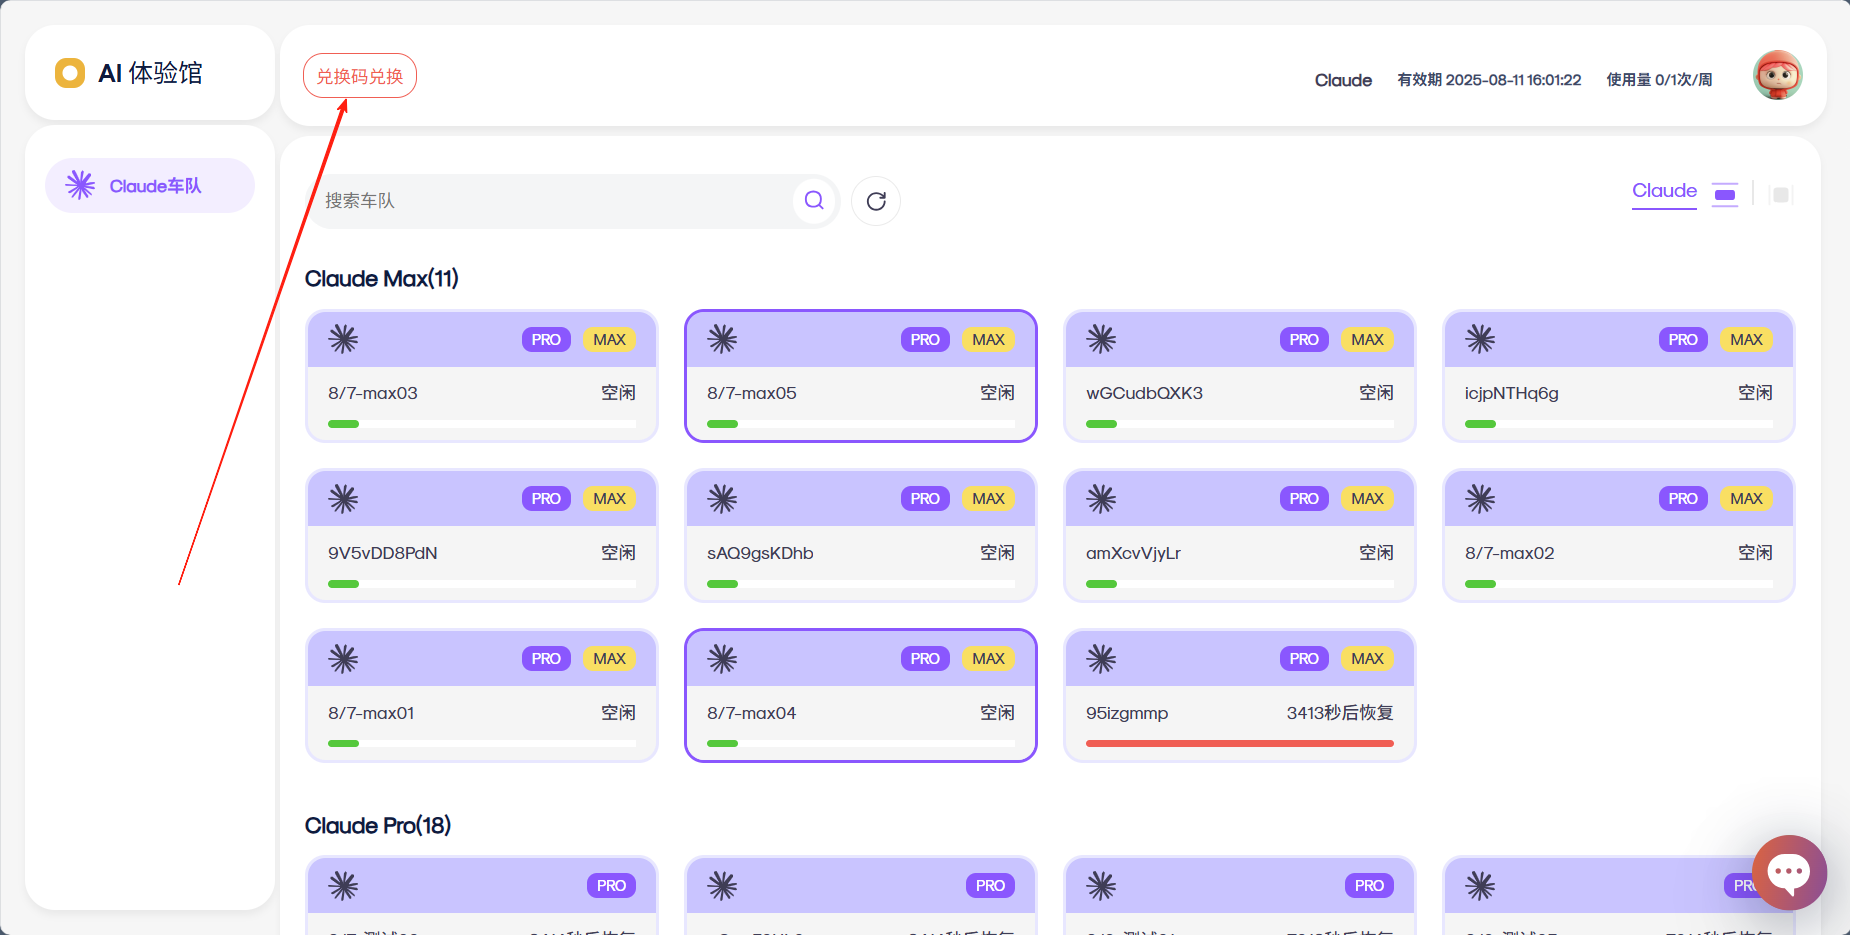 AI 体验馆
兑换码兑换
Claude 有效期 2025-08-11 16:01:22 使用量 0/1次/周
Claude车队
搜索车队
Claude
Claude Max(11)
PRO MAX
8/7-max03 空闲
PRO MAX
8/7-max05 空闲
PRO MAX
wGCudbQXK3 空闲
PRO MAX
icjpNTHq6g 空闲
PRO MAX
9V5vDD8PdN 空闲
PRO MAX
sAQ9gsKDhb 空闲
PRO MAX
amXcvVjyLr 空闲
PRO MAX
8/7-max02 空闲
PRO MAX
8/7-max01 空闲
PRO MAX
8/7-max04 空闲
PRO MAX
95izgmmp 3413秒后恢复
Claude Pro(18)
PRO
PRO
PRO